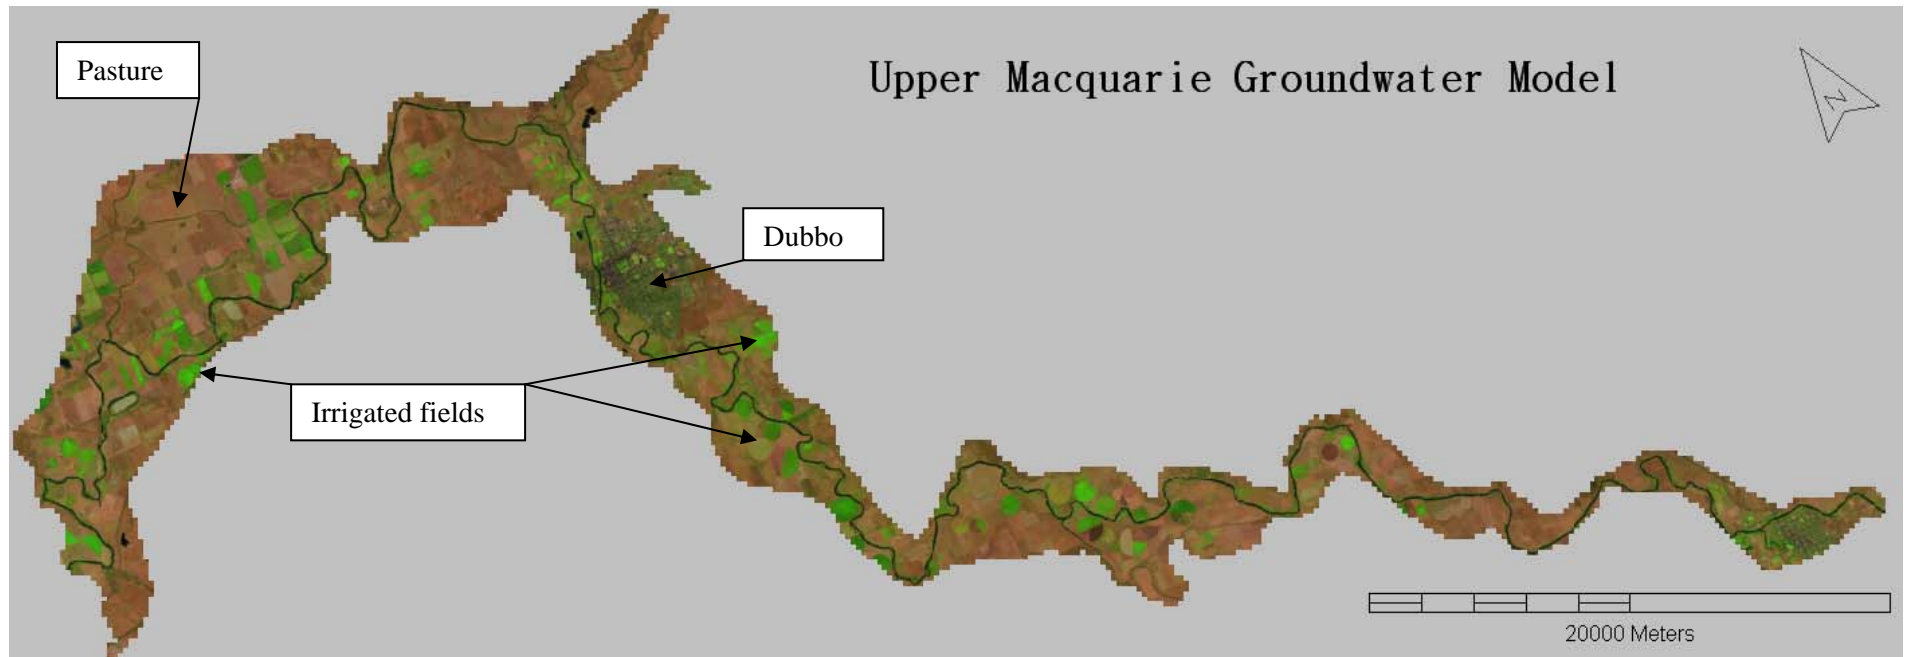 Pasture
Upper Macquarie Groundwater Model
N
Dubbo
Irrigated fields
20000 Meters